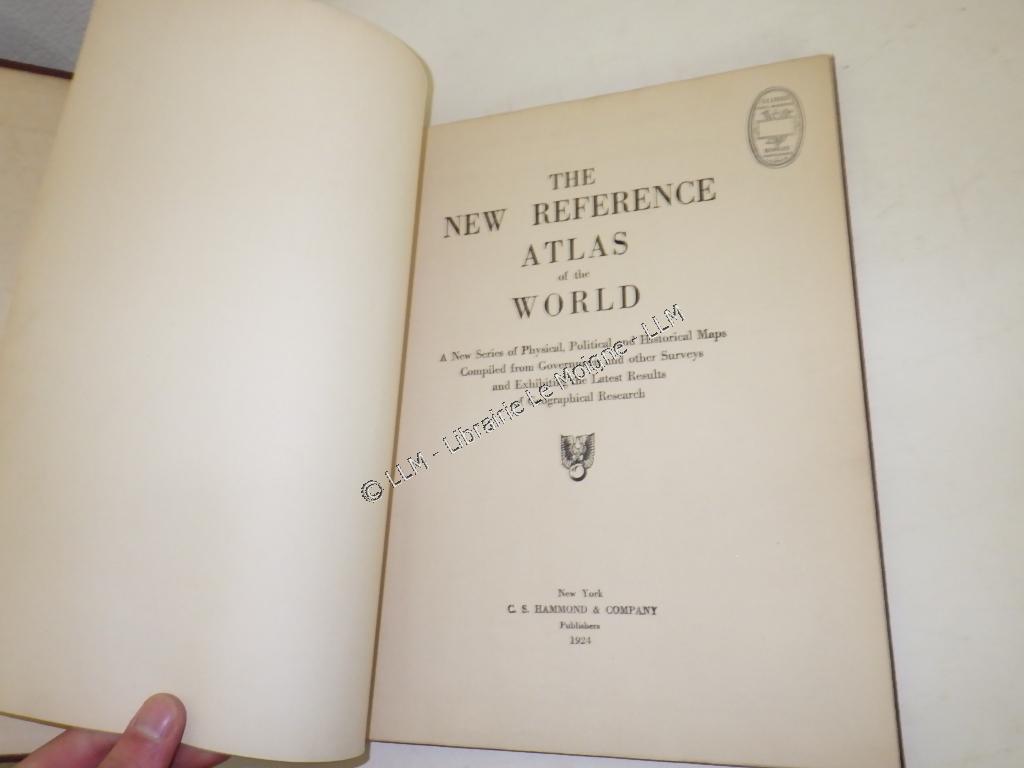 THE
NEW REFERENCE
ATLAS
of the
WORLD
A New Series of Physical, Political and Historical Maps
Compiled from Government and other Surveys
and Exhibiting the Latest Results
of Geographical Research
© LLM - Librairie Le Moigne - LLM
New York
C. S. HAMMOND & COMPANY
Publishers
1924